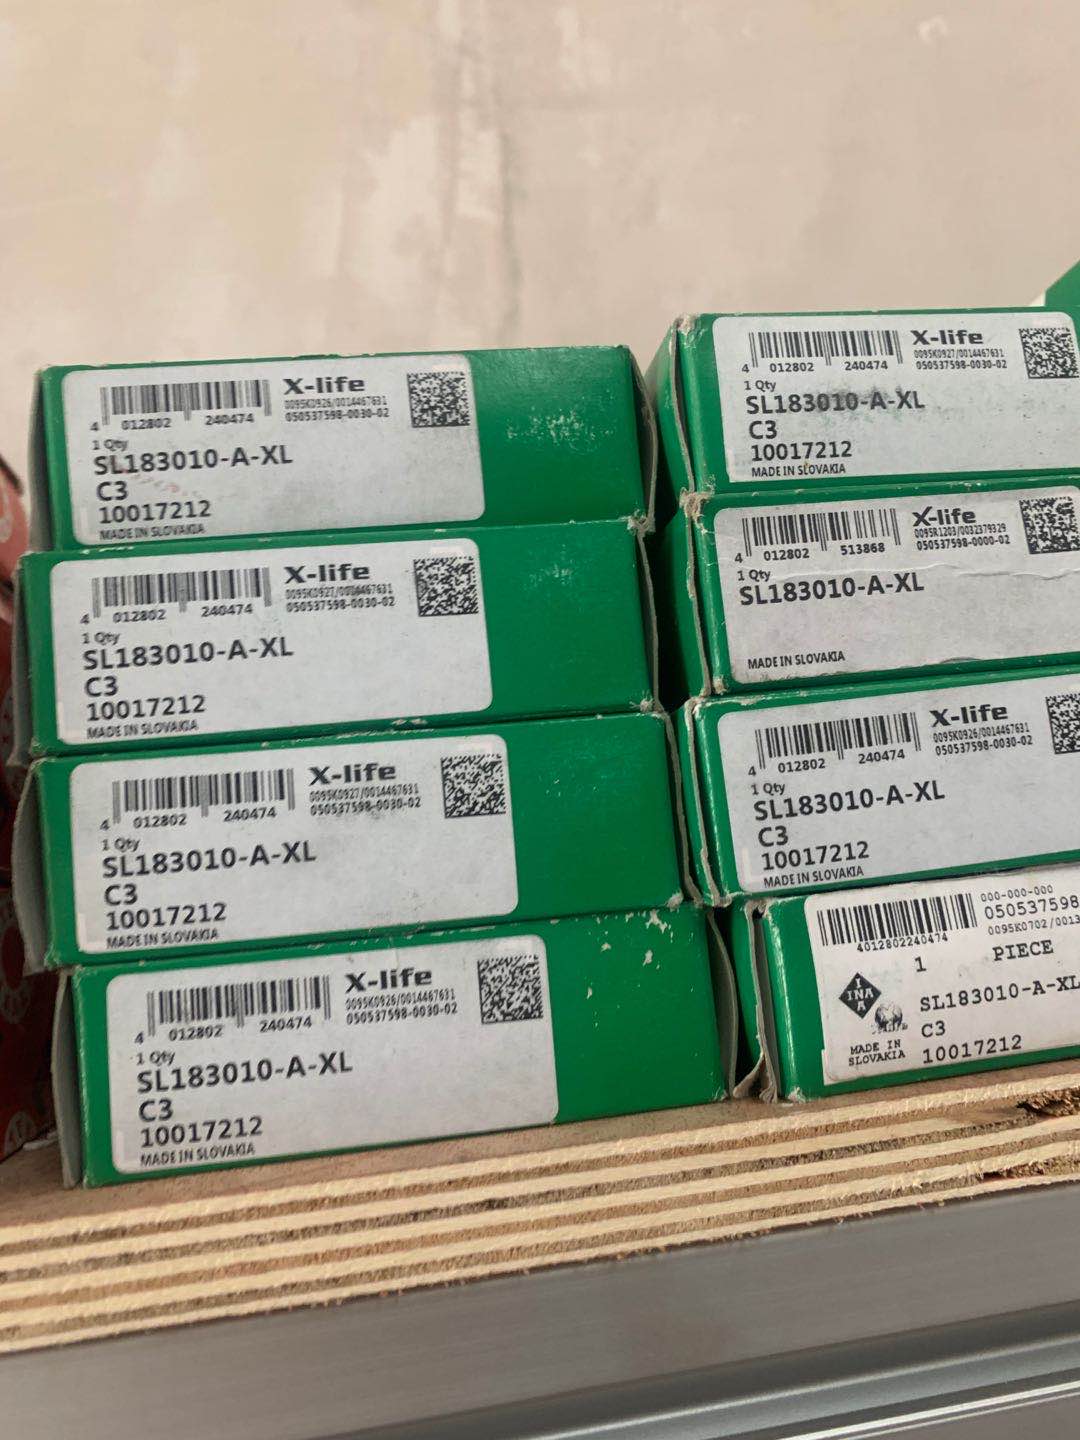 X-life
0095K0926/0014467631
050537598-0030-02
4 012802 240474
1 Qty
SL183010-A-XL
C3
10017212
MADE IN SLOVAKIA
X-life
0095K0927/0014467631
050537598-0030-02
4 012802 240474
1 Qty
SL183010-A-XL
C3
10017212
MADE IN SLOVAKIA
X-life
0095K0927/0014467631
050537598-0030-02
4 012802 240474
1 Qty
SL183010-A-XL
C3
10017212
MADE IN SLOVAKIA
X-life
0095K0926/0014467631
050537598-0030-02
4 012802 240474
1 Qty
SL183010-A-XL
C3
10017212
MADE IN SLOVAKIA
X-life
0095K0927/0014467631
050537598-0030-02
4 012802 240474
1 Qty
SL183010-A-XL
C3
10017212
MADE IN SLOVAKIA
X-life
0095R1203/0032379329
050537598-0000-02
4 012802 513868
1 Qty
SL183010-A-XL
MADE IN SLOVAKIA
X-life
0095K0926/0014467631
050537598-0030-02
4 012802 240474
1 Qty
SL183010-A-XL
C3
10017212
MADE IN SLOVAKIA
000-000-000
050537598
0095K0702/0013
4012802240474
1 PIECE
INA
SL183010-A-XL
C3
MADE IN
SLOVAKIA
10017212